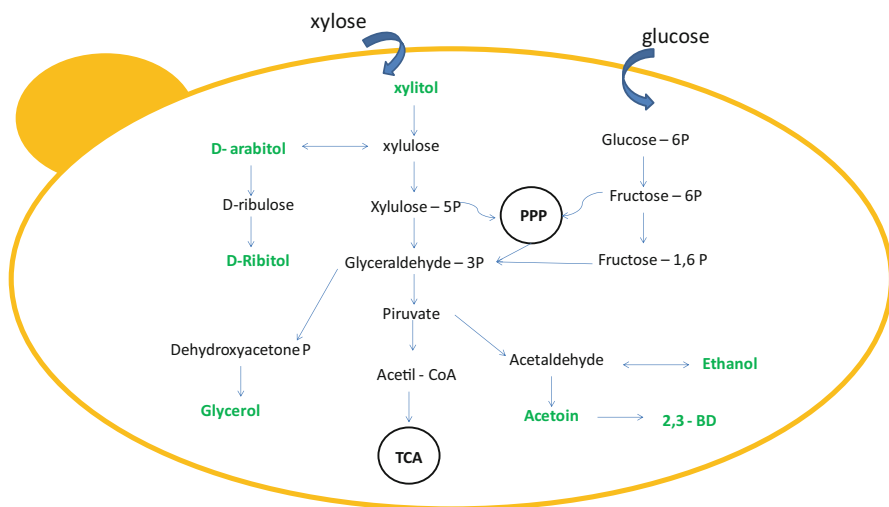 xylose
glucose
xylitol
Glucose – 6P
D- arabitol
xylulose
D-ribulose
Xylulose – 5P
PPP
Fructose – 6P
D-Ribitol
Glyceraldehyde – 3P
Fructose – 1,6 P
Piruvate
Dehydroxyacetone P
Acetil - CoA
Acetaldehyde
Ethanol
Glycerol
Acetoin
2,3 - BD
TCA